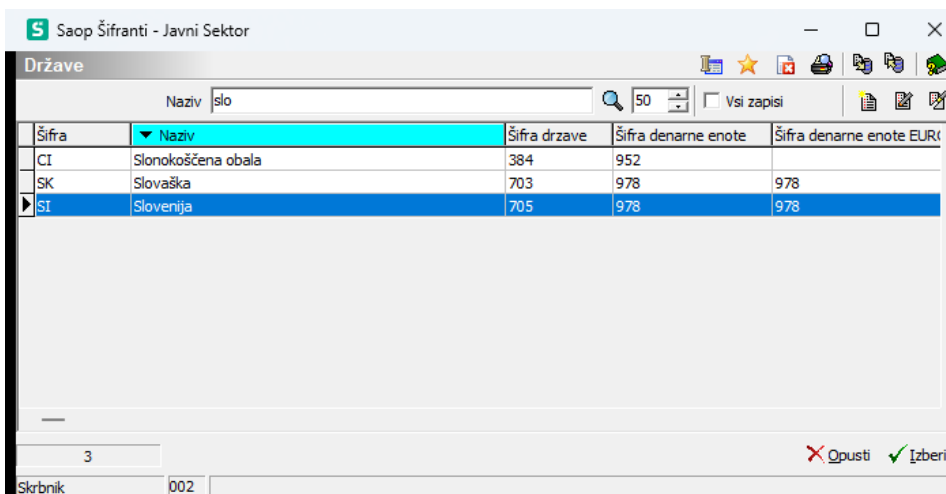 Saop Šifranti - Javni Sektor
Države
Naziv slo 50 Vsi zapisi
Šifra Naziv Šifra drzave Šifra denarne enote Šifra denarne enote EURO
CI Slonokoščena obala 384 952
SK Slovaška 703 978 978
SI Slovenija 705 978 978
3 Opusti Izberi
Skrbnik 002